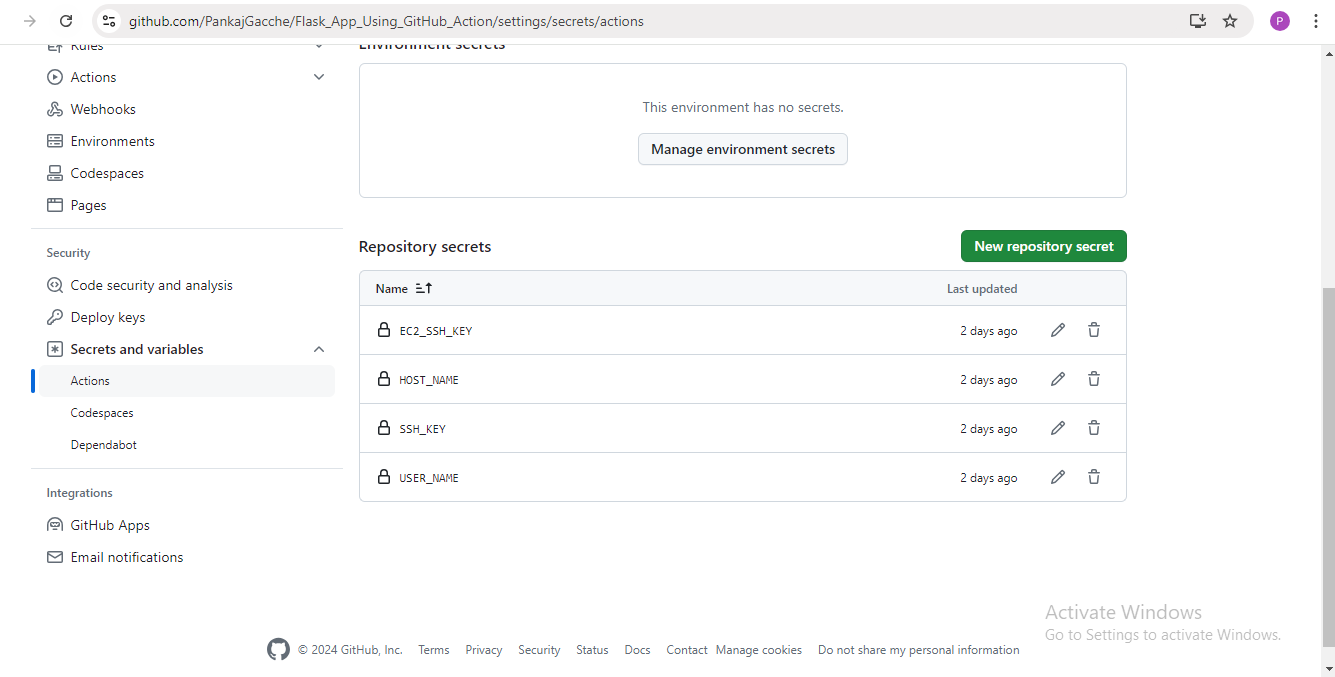 github.com/PankajGacche/Flask_App_Using_GitHub_Action/settings/secrets/actions
P
Rules
Actions
Webhooks
Environments
Codespaces
Pages
Security
Code security and analysis
Deploy keys
Secrets and variables
Actions
Codespaces
Dependabot
Integrations
GitHub Apps
Email notifications
Environment secrets
This environment has no secrets.
Manage environment secrets
Repository secrets
New repository secret
Name Last updated
EC2_SSH_KEY 2 days ago
HOST_NAME 2 days ago
SSH_KEY 2 days ago
USER_NAME 2 days ago
Activate Windows
Go to Settings to activate Windows.
© 2024 GitHub, Inc. Terms Privacy Security Status Docs Contact Manage cookies Do not share my personal information